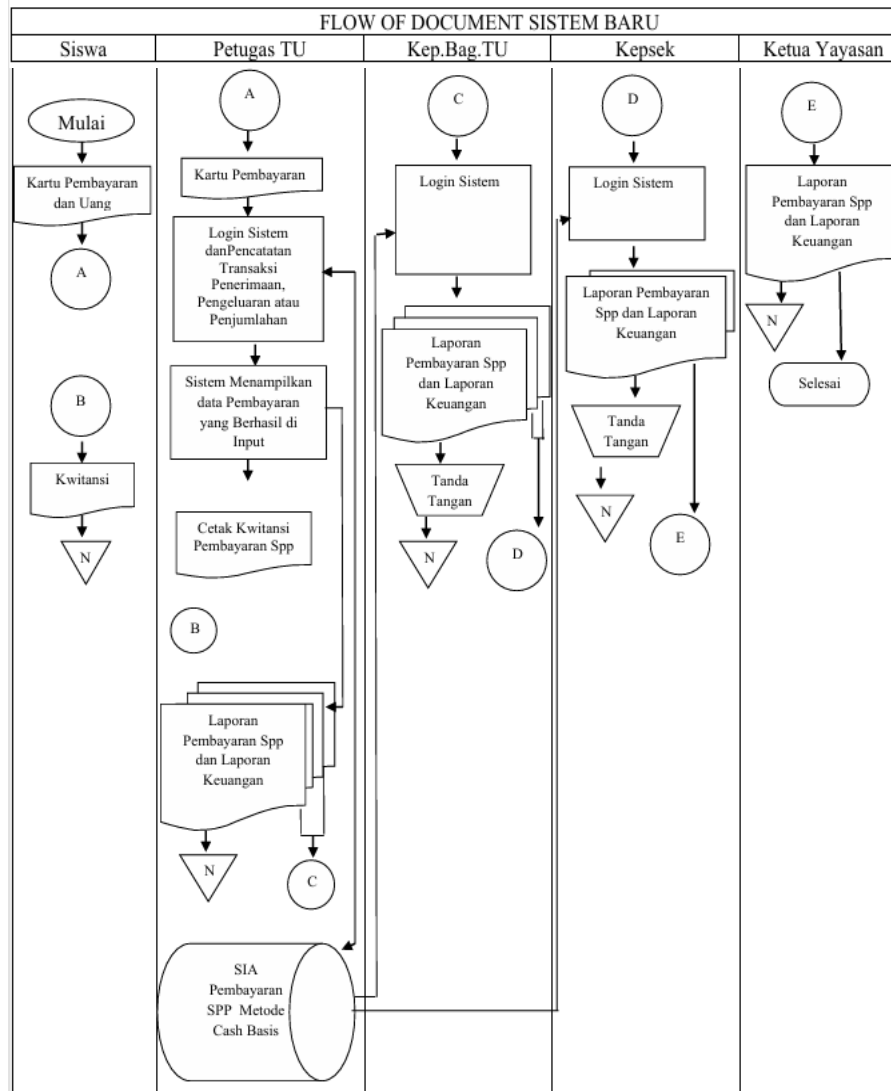 FLOW OF DOCUMENT SISTEM BARU
Siswa
Petugas TU
Kep.Bag.TU
Kepsek
Ketua Yayasan
Mulai
Kartu Pembayaran
dan Uang
A
B
Kwitansi
N
A
Kartu Pembayaran
Login Sistem
danPencatatan
Transaksi
Penerimaan,
Pengeluaran atau
Penjumlahan
Sistem Menampilkan
data Pembayaran
yang Berhasil di
Input
Cetak Kwitansi
Pembayaran Spp
B
Laporan
Pembayaran Spp
dan Laporan
Keuangan
N
C
SIA
Pembayaran
SPP Metode
Cash Basis
C
Login Sistem
Laporan
Pembayaran Spp
dan Laporan
Keuangan
Tanda
Tangan
N
D
D
Login Sistem
Laporan Pembayaran
Spp dan Laporan
Keuangan
Tanda
Tangan
N
E
E
Laporan
Pembayaran Spp
dan Laporan
Keuangan
N
Selesai